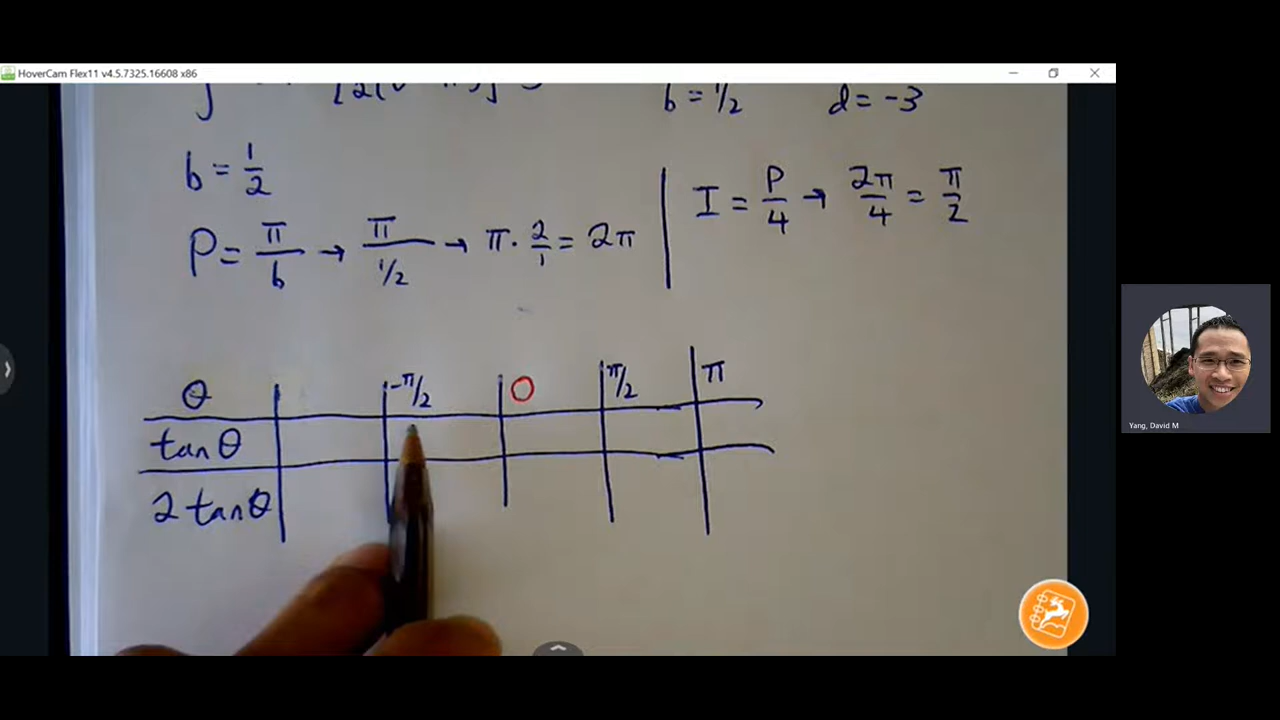 HoverCam Flex11 v4.5.7325.16608 x86
b = 1/2 d = -3
b = 1/2
P = π/b → π/1/2 → π · 2/1 = 2π
I = P/4 → 2π/4 = π/2
θ -π/2 0 π/2 π
tan θ
2 tan θ
Yang, David M